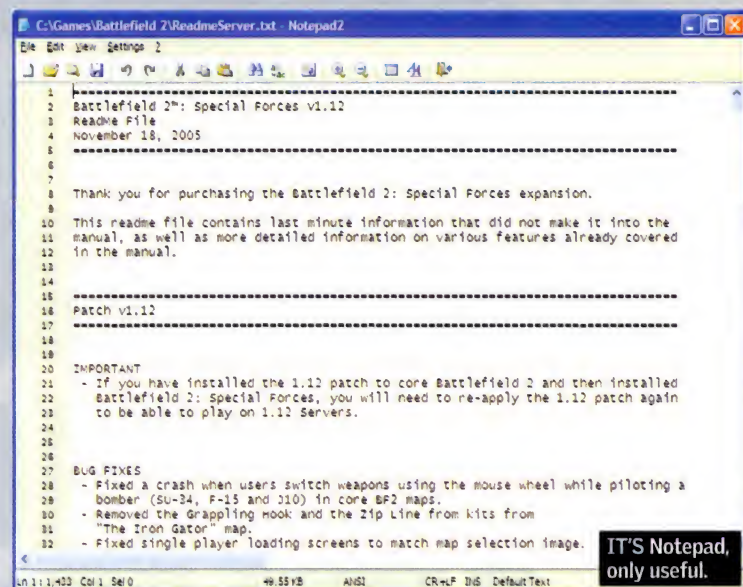 C:\Games\Battlefield 2\ReadmeServer.txt - Notepad2
File Edit View Settings ?
1
2 Battlefield 2™: Special Forces v1.12
3 ReadMe File
4 November 18, 2005
5
6
7
8 Thank you for purchasing the Battlefield 2: Special Forces expansion.
9
10 This readme file contains last minute information that did not make it into the
11 manual, as well as more detailed information on various features already covered
12 in the manual.
13
14
15
16 Patch v1.12
17
18
19
20 IMPORTANT
21 - If you have installed the 1.12 patch to core Battlefield 2 and then installed
22 Battlefield 2: Special Forces, you will need to re-apply the 1.12 patch again
23 to be able to play on 1.12 Servers.
24
25
26
27 BUG FIXES
28 - Fixed a crash when users switch weapons using the mouse wheel while piloting a
29 bomber (SU-34, F-15 and J10) in core BF2 maps.
30 - Removed the Grappling Hook and the Zip Line from kits from
31 "The Iron Gator" map.
32 - Fixed single player loading screens to match map selection image.
Ln 1:1,433 Col 1 Sel 0 49.55 KB ANSI CR+LF INS Default Text
IT'S Notepad,
only useful.